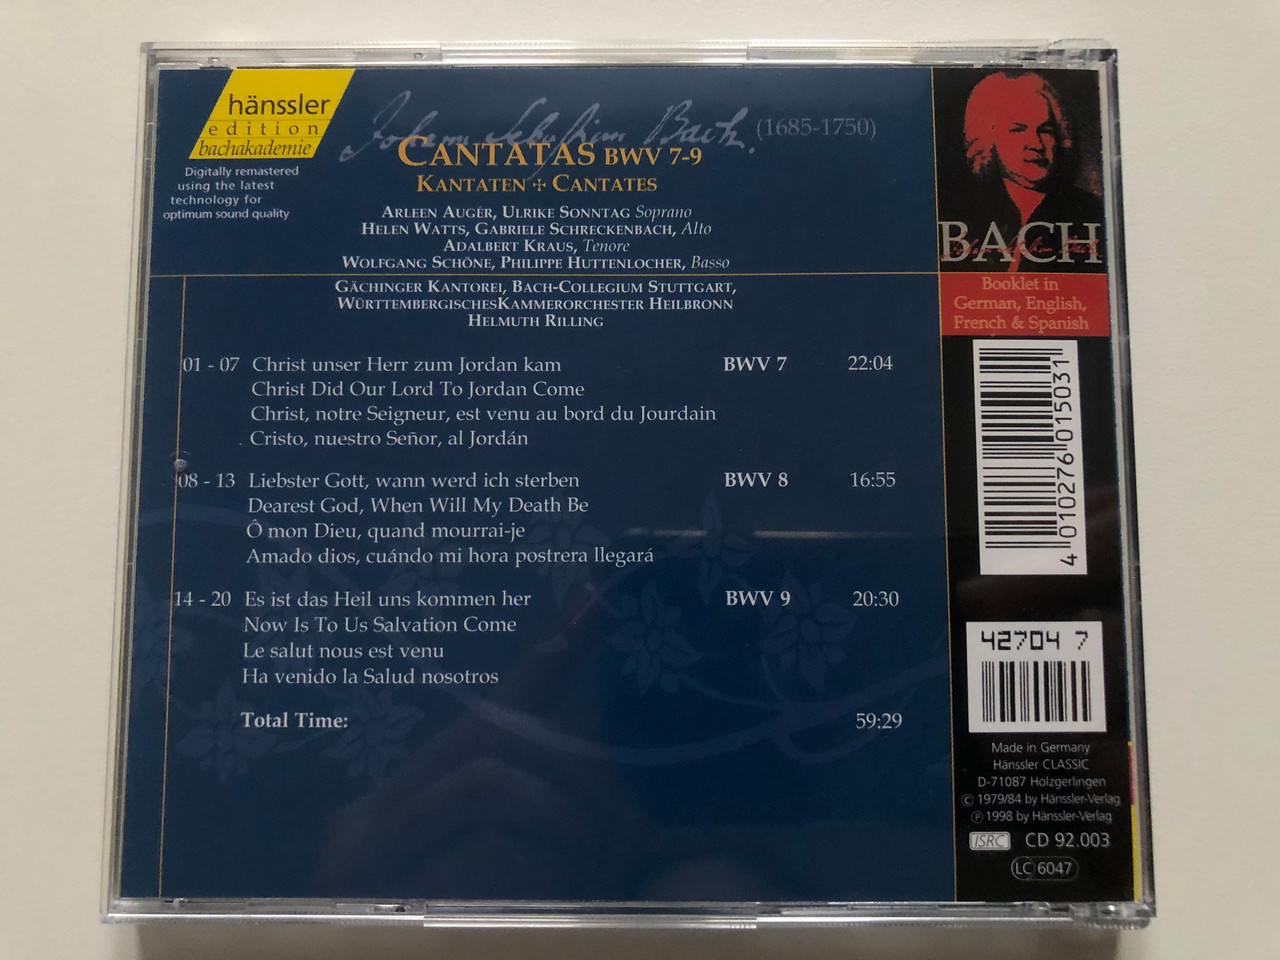 hänssler
edition
bachakademie
Digitally remastered
using the latest
technology for
optimum sound quality
Johann Sebastian Bach. (1685-1750)
CANTATAS BWV 7-9
KANTATEN + CANTATES
ARLEEN AUGÉR, ULRIKE SONNTAG Soprano
HELEN WATTS, GABRIELE SCHRECKENBACH, Alto
ADALBERT KRAUS, Tenore
WOLFGANG SCHÖNE, PHILIPPE HUTTENLOCHER, Basso
GÄCHINGER KANTOREI, BACH-COLLEGIUM STUTTGART,
WÜRTTEMBERGISCHESKAMMERORCHESTER HEILBRONN
HELMUTH RILLING
01 - 07 Christ unser Herr zum Jordan kam BWV 7 22:04
Christ Did Our Lord To Jordan Come
Christ, notre Seigneur, est venu au bord du Jourdain
Cristo, nuestro Señor, al Jordán
08 - 13 Liebster Gott, wann werd ich sterben BWV 8 16:55
Dearest God, When Will My Death Be
Ô mon Dieu, quand mourrai-je
Amado dios, cuándo mi hora postrera llegará
14 - 20 Es ist das Heil uns kommen her BWV 9 20:30
Now Is To Us Salvation Come
Le salut nous est venu
Ha venido la Salud nosotros
Total Time: 59:29
BACH
Booklet in
German, English,
French & Spanish
4 010276 015031
42704 7
Made in Germany
Hänssler CLASSIC
D-71087 Holzgerlingen
© 1979/84 by Hänssler-Verlag
℗ 1998 by Hänssler-Verlag
ISRC CD 92.003
LC 6047